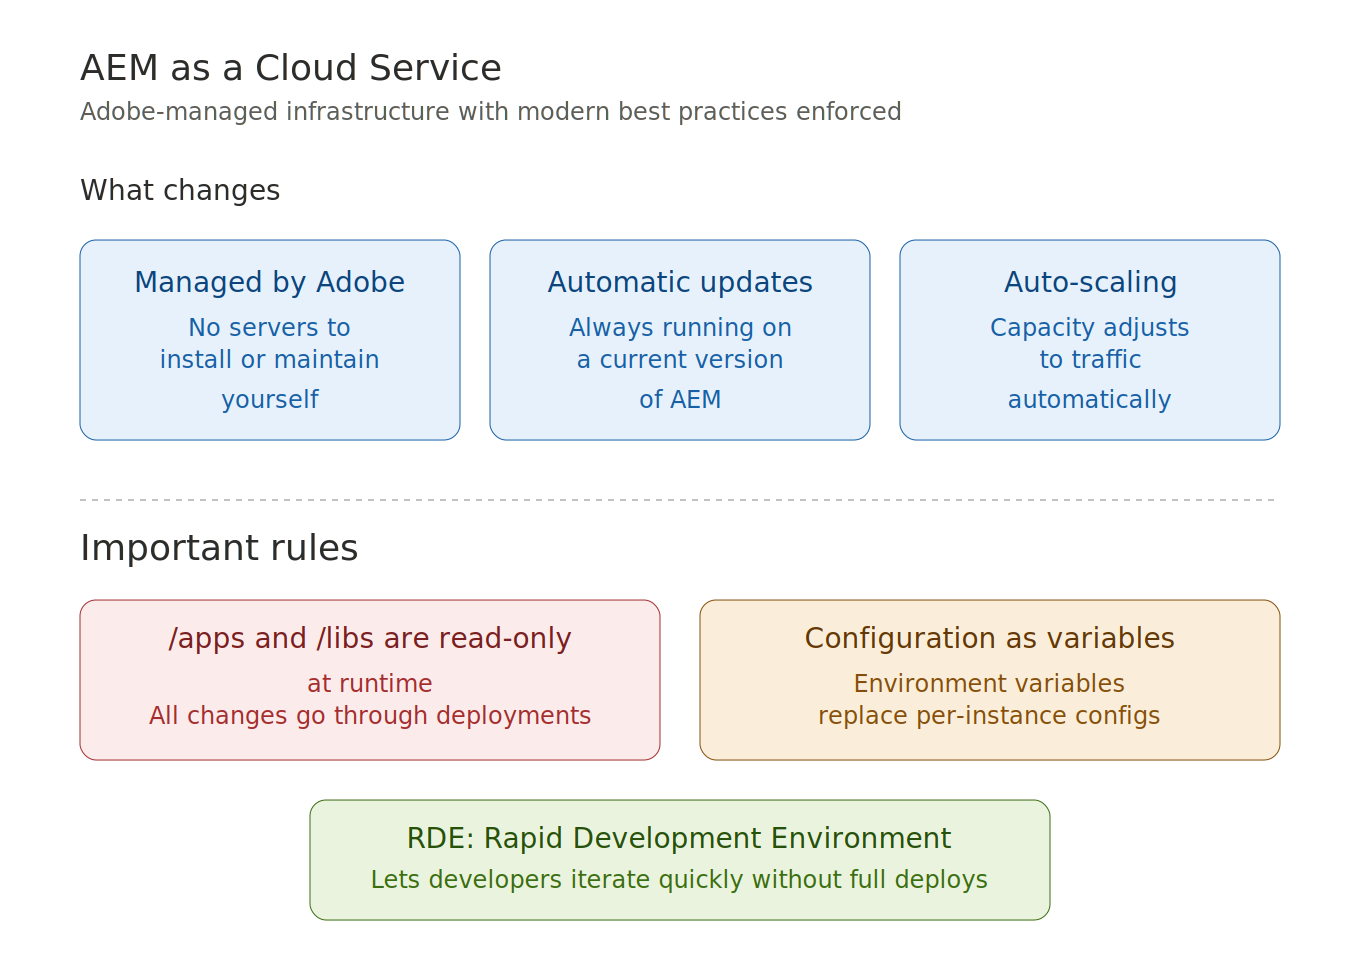 AEM as a Cloud Service
Adobe-managed infrastructure with modern best practices enforced
What changes
Managed by Adobe
No servers to
install or maintain
yourself
Automatic updates
Always running on
a current version
of AEM
Auto-scaling
Capacity adjusts
to traffic
automatically
Important rules
/apps and /libs are read-only
at runtime
All changes go through deployments
Configuration as variables
Environment variables
replace per-instance configs
RDE: Rapid Development Environment
Lets developers iterate quickly without full deploys